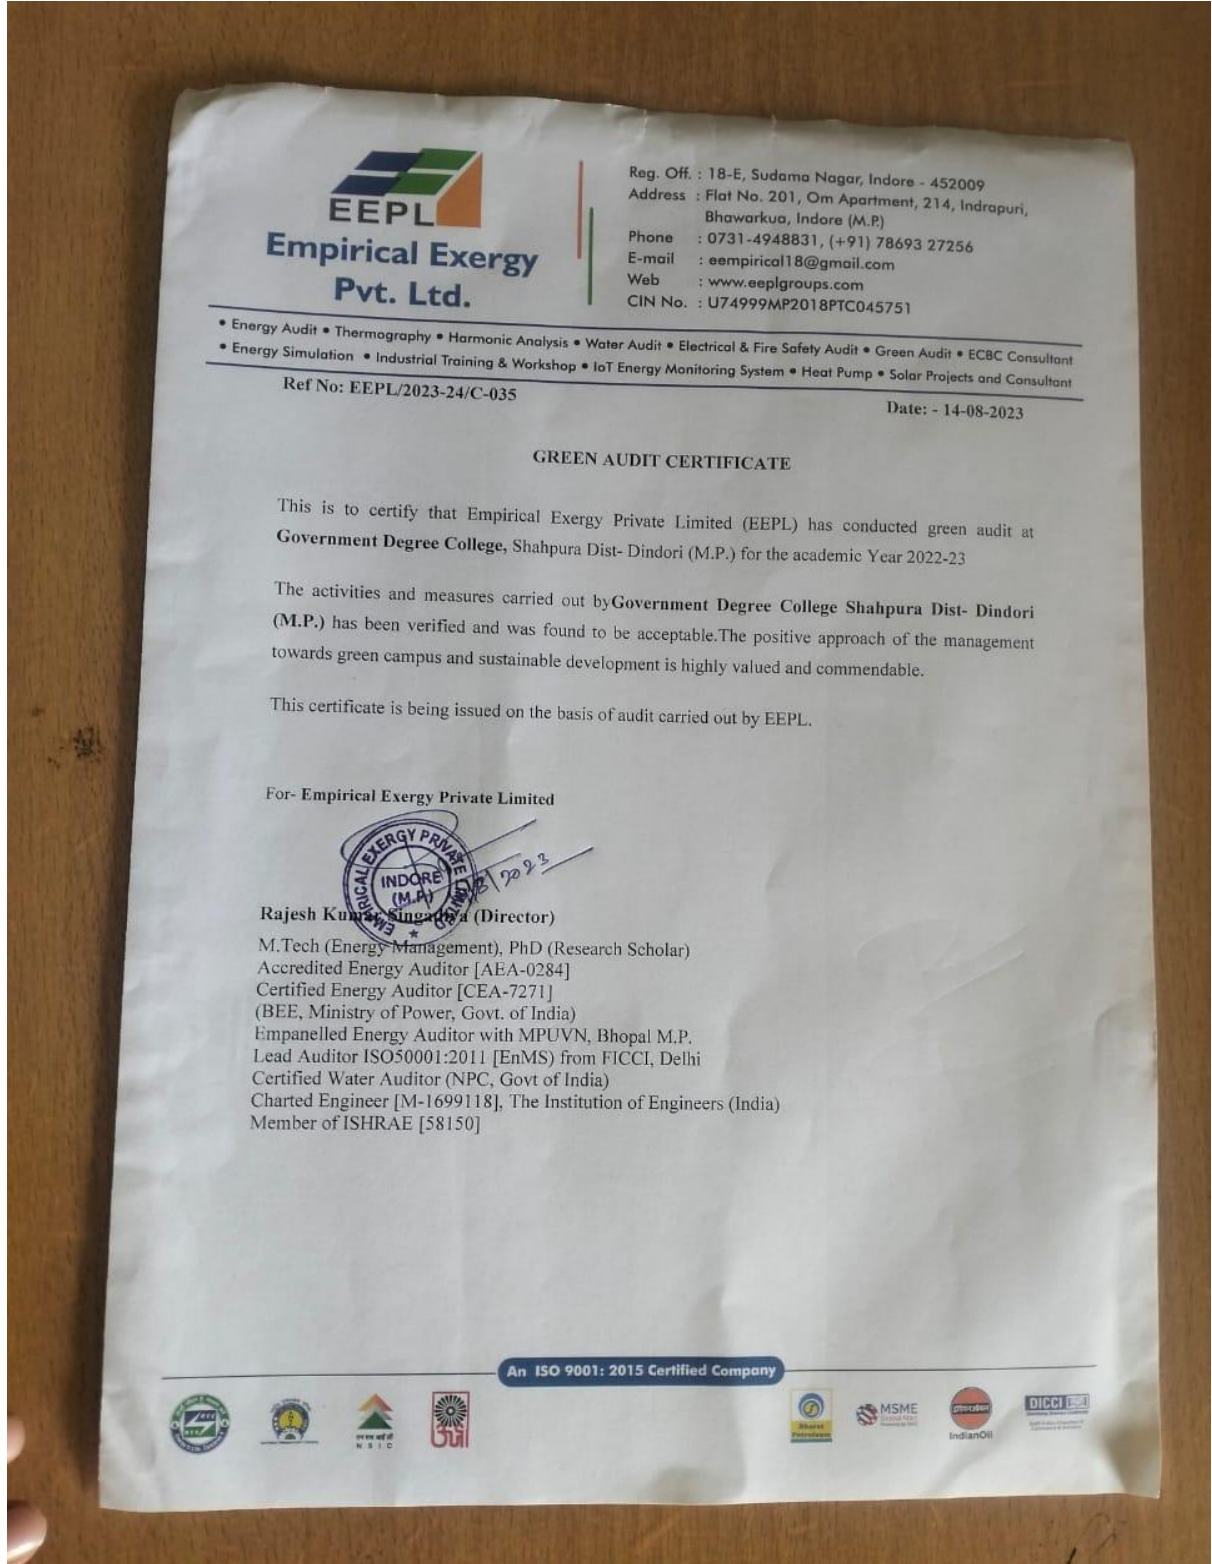 EEPL
Empirical Exergy
Pvt. Ltd.
Reg. Off. : 18-E, Sudama Nagar, Indore - 452009
Address : Flat No. 201, Om Apartment, 214, Indrapuri,
Bhawarkua, Indore (M.P.)
Phone : 0731-4948831, (+91) 78693 27256
E-mail : eempirical18@gmail.com
Web : www.eeplgroups.com
CIN No. : U74999MP2018PTC045751
• Energy Audit • Thermography • Harmonic Analysis • Water Audit • Electrical & Fire Safety Audit • Green Audit • ECBC Consultant
• Energy Simulation • Industrial Training & Workshop • IoT Energy Monitoring System • Heat Pump • Solar Projects and Consultant
Ref No: EEPL/2023-24/C-035
Date: - 14-08-2023
GREEN AUDIT CERTIFICATE
This is to certify that Empirical Exergy Private Limited (EEPL) has conducted green audit at
Government Degree College, Shahpura Dist- Dindori (M.P.) for the academic Year 2022-23
The activities and measures carried out byGovernment Degree College Shahpura Dist- Dindori
(M.P.) has been verified and was found to be acceptable.The positive approach of the management
towards green campus and sustainable development is highly valued and commendable.
This certificate is being issued on the basis of audit carried out by EEPL.
For- Empirical Exergy Private Limited
EMPIRICAL EXERGY PRIVATE LIMITED
INDORE
(M.P.)
2023
Rajesh Kumar Singadiya (Director)
M.Tech (Energy Management), PhD (Research Scholar)
Accredited Energy Auditor [AEA-0284]
Certified Energy Auditor [CEA-7271]
(BEE, Ministry of Power, Govt. of India)
Empanelled Energy Auditor with MPUVN, Bhopal M.P.
Lead Auditor ISO50001:2011 [EnMS) from FICCI, Delhi
Certified Water Auditor (NPC, Govt of India)
Charted Engineer [M-1699118], The Institution of Engineers (India)
Member of ISHRAE [58150]
An ISO 9001: 2015 Certified Company
NSIC
Bharat
Petroleum
MSME
IndianOil
DICCI